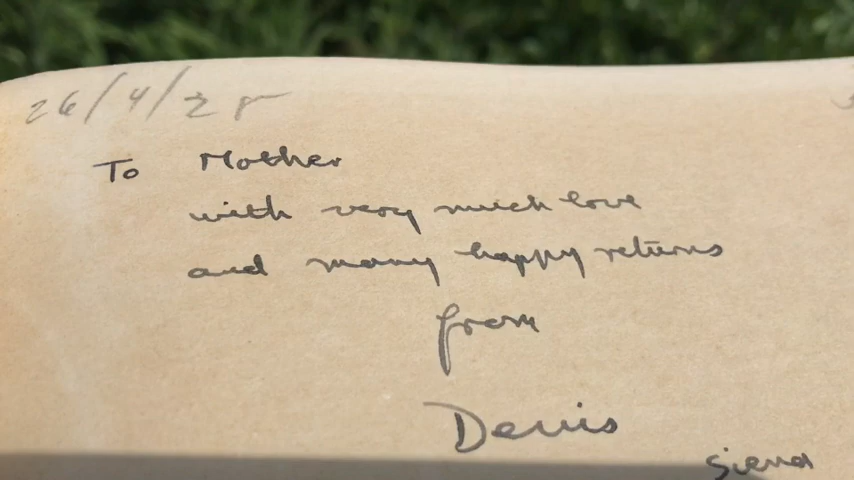 26/4/28
To Mother
with very much love
and many happy returns
from
Denis
Siena